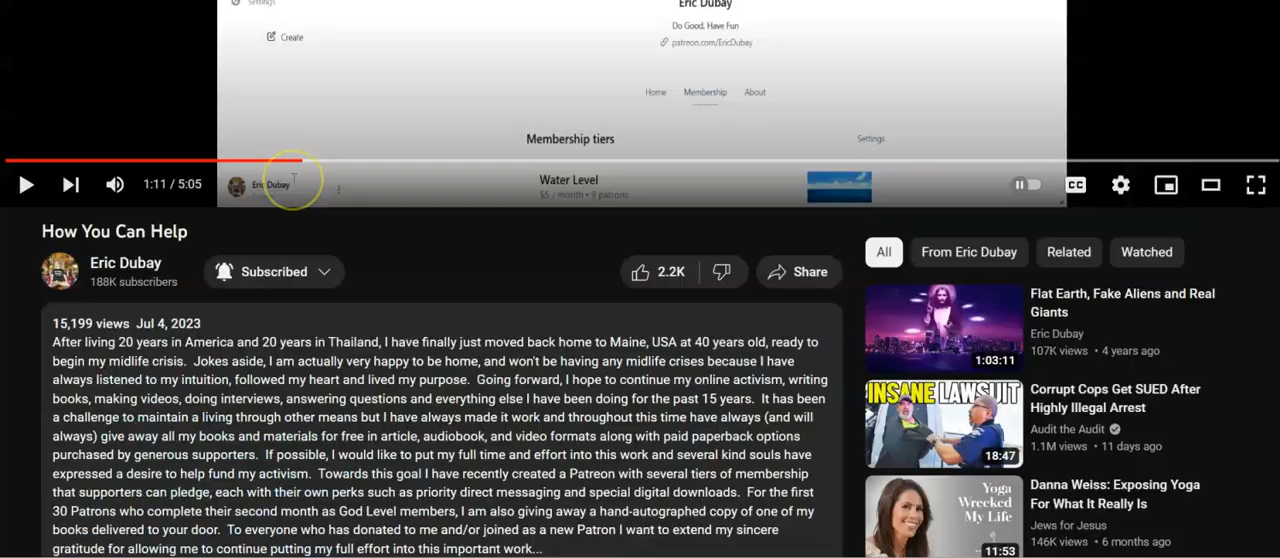 Settings
Eric Dubay
Do Good, Have Fun
Create
patreon.com/EricDubay
Home Membership About
Membership tiers Settings
Eric Dubay
Water Level
$5 / month • 9 patrons
1:11 / 5:05
CC
How You Can Help
Eric Dubay
188K subscribers
Subscribed
2.2K
Share
15,199 views Jul 4, 2023
After living 20 years in America and 20 years in Thailand, I have finally just moved back home to Maine, USA at 40 years old, ready to
begin my midlife crisis. Jokes aside, I am actually very happy to be home, and won't be having any midlife crises because I have
always listened to my intuition, followed my heart and lived my purpose. Going forward, I hope to continue my online activism, writing
books, making videos, doing interviews, answering questions and everything else I have been doing for the past 15 years. It has been
a challenge to maintain a living through other means but I have always made it work and throughout this time have always (and will
always) give away all my books and materials for free in article, audiobook, and video formats along with paid paperback options
purchased by generous supporters. If possible, I would like to put my full time and effort into this work and several kind souls have
expressed a desire to help fund my activism. Towards this goal I have recently created a Patreon with several tiers of membership
that supporters can pledge, each with their own perks such as priority direct messaging and special digital downloads. For the first
30 Patrons who complete their second month as God Level members, I am also giving away a hand-autographed copy of one of my
books delivered to your door. To everyone who has donated to me and/or joined as a new Patron I want to extend my sincere
gratitude for allowing me to continue putting my full effort into this important work...
All From Eric Dubay Related Watched
Flat Earth, Fake Aliens and Real
Giants
Eric Dubay
107K views • 4 years ago
1:03:11
INSANE LAWSUIT
18:47
Corrupt Cops Get SUED After
Highly Illegal Arrest
Audit the Audit
1.1M views • 11 days ago
Yoga
Wrecked
My Life
11:53
Danna Weiss: Exposing Yoga
For What It Really Is
Jews for Jesus
146K views • 6 months ago